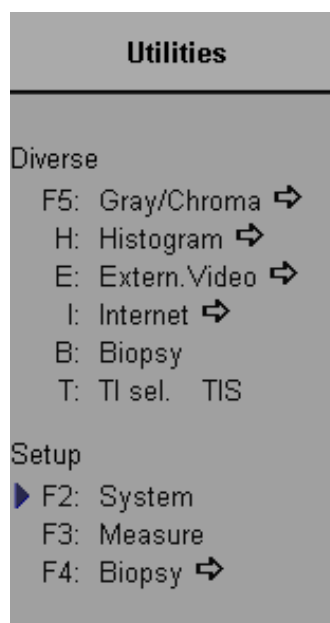 Utilities
Diverse
F5: Gray/Chroma ⇨
H: Histogram ⇨
E: Extern.Video ⇨
I: Internet ⇨
B: Biopsy
T: TI sel. TIS
Setup
F2: System
F3: Measure
F4: Biopsy ⇨